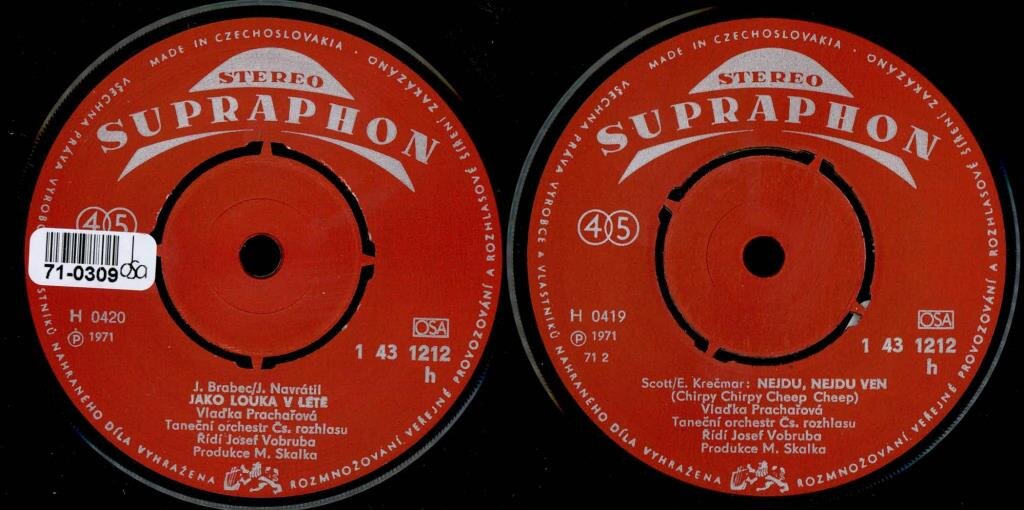 MADE IN CZECHOSLOVAKIA · VŠECHNA PRÁVA VÝROBC
LASTNÍKŮ NAHRANÉHO DÍLA VYHRAŽENA
ROZMNOŽOVÁNÍ, VEŘEJNÉ PROVOZOVÁNÍ A ROZHLASOVÉ ŠÍŘENÍ ZAKÁZÁNO
STEREO
SUPRAPHON
45
71-0309 osa
H 0420
Ⓟ 1971
OSA
1 43 1212
h
J. Brabec/J. Navrátil
JAKO LOUKA V LÉTĚ
Vlaďka Prachařová
Taneční orchestr Čs. rozhlasu
Řídí Josef Vobruba
Produkce M. Skalka
MADE IN CZECHOSLOVAKIA ·
VŠECHNA PRÁVA VÝROBCE A VLASTNÍKŮ NAHRANÉHO DÍLA VYHRAŽENA
ROZMNOŽOVÁNÍ, VEŘEJNÉ PROVOZOVÁNÍ A ROZHLASOVÉ ŠÍŘENÍ ZAKÁZÁNO
STEREO
SUPRAPHON
45
H 0419
Ⓟ 1971
71 2
OSA
1 43 1212
h
Scott/E. Krečmar: NEJDU, NEJDU VEN
(Chirpy Chirpy Cheep Cheep)
Vlaďka Prachařová
Taneční orchestr Čs. rozhlasu
Řídí Josef Vobruba
Produkce M. Skalka